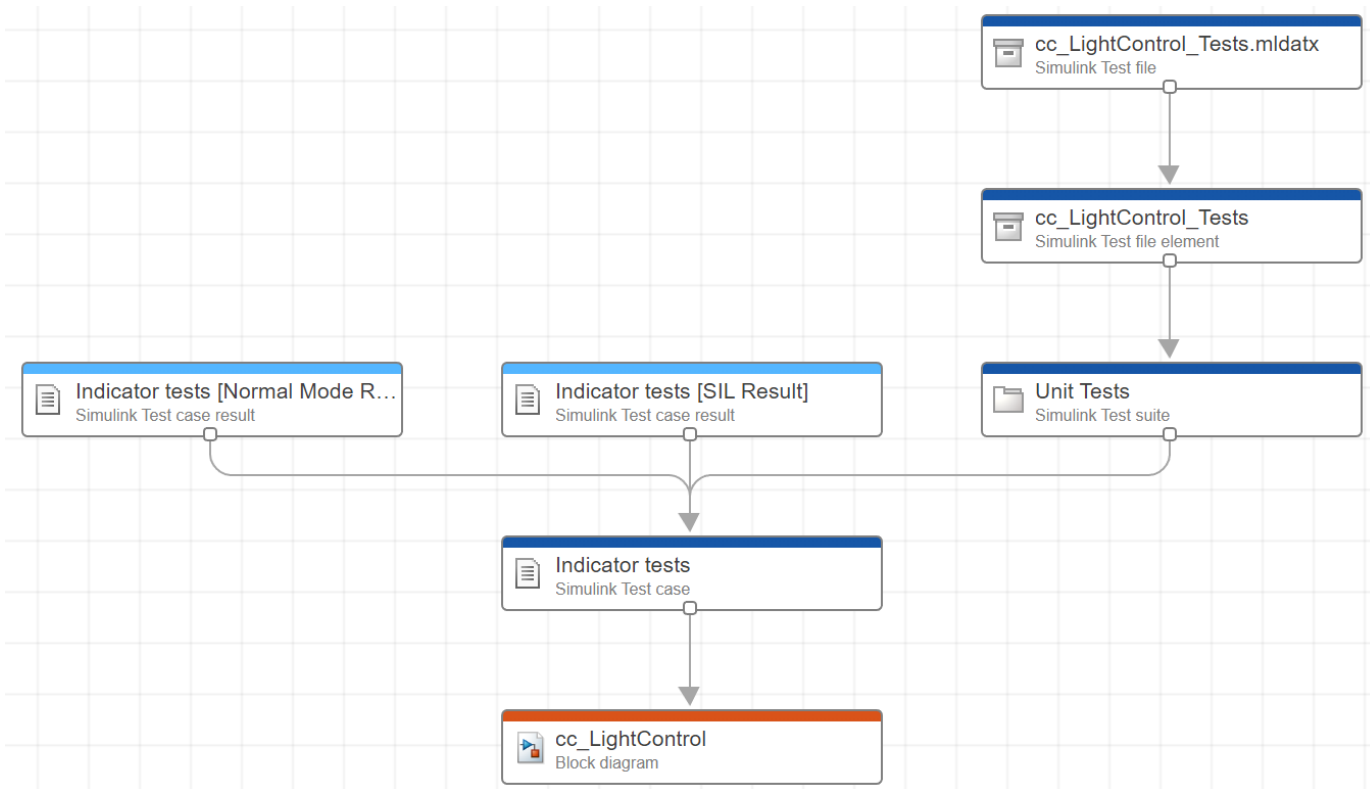 cc_LightControl_Tests.mldatx
Simulink Test file
cc_LightControl_Tests
Simulink Test file element
Indicator tests [Normal Mode R...
Simulink Test case result
Indicator tests [SIL Result]
Simulink Test case result
Unit Tests
Simulink Test suite
Indicator tests
Simulink Test case
cc_LightControl
Block diagram